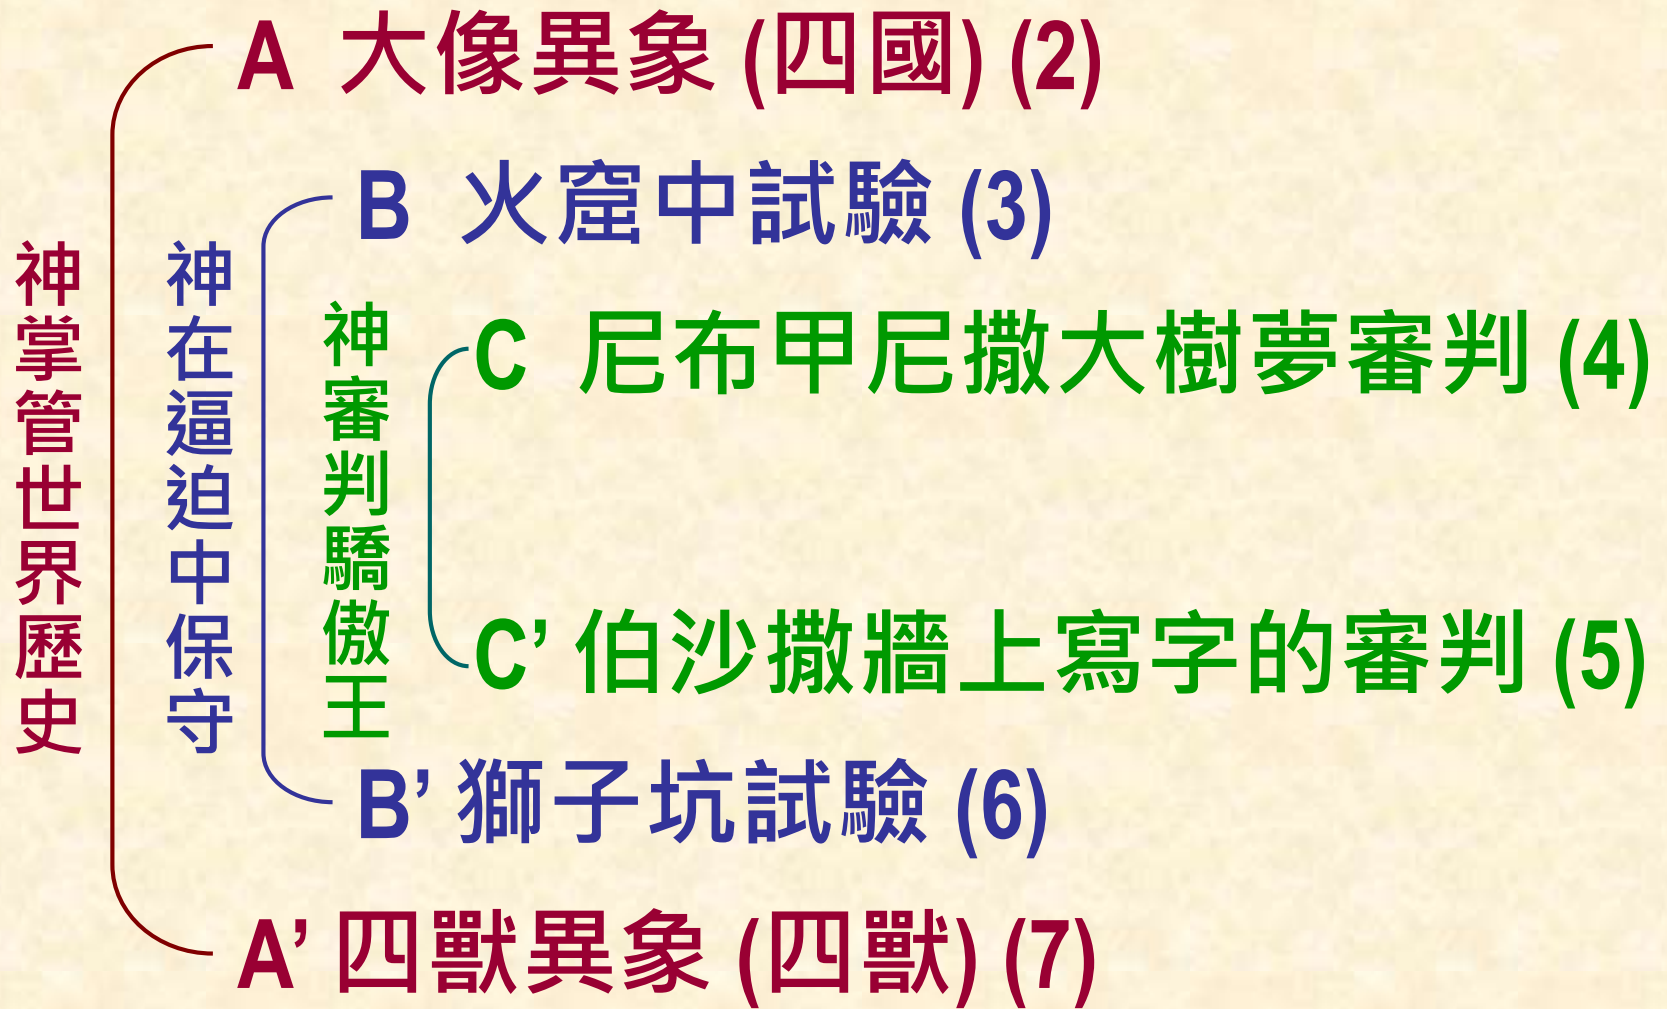 A 大像異象 (四國) (2)
B 火窟中試驗 (3)
C 尼布甲尼撒大樹夢審判 (4)
C’ 伯沙撒牆上寫字的審判 (5)
B’ 獅子坑試驗 (6)
A’ 四獸異象 (四獸) (7)
神掌管世界歷史
神在逼迫中保守
神審判驕傲王